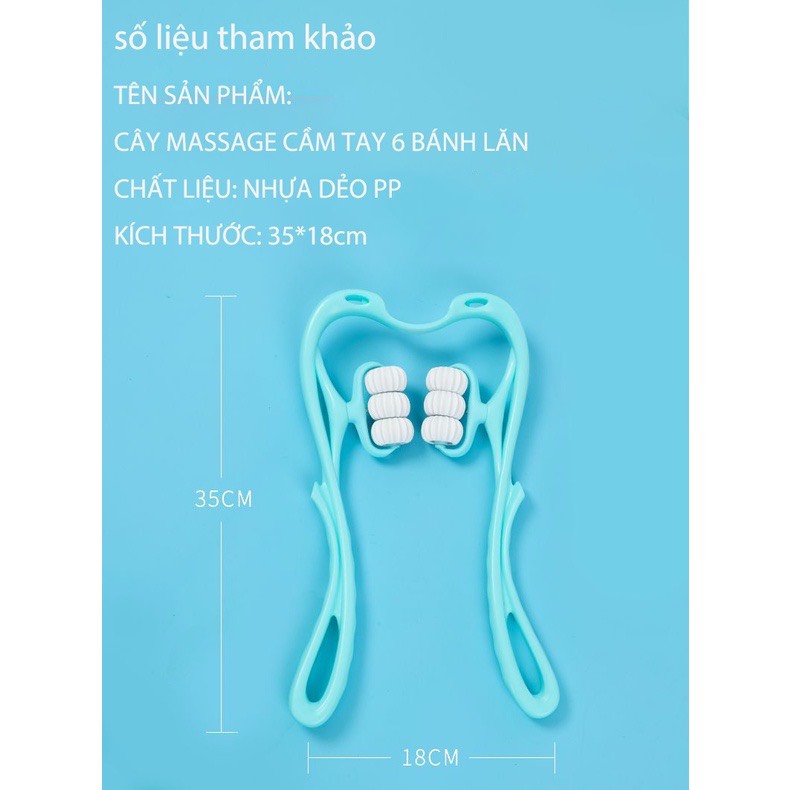 số liệu tham khảo
TÊN SẢN PHẨM:
CÂY MASSAGE CẦM TAY 6 BÁNH LĂN
CHẤT LIỆU: NHỰA DẺO PP
KÍCH THƯỚC: 35*18cm
35CM
18CM